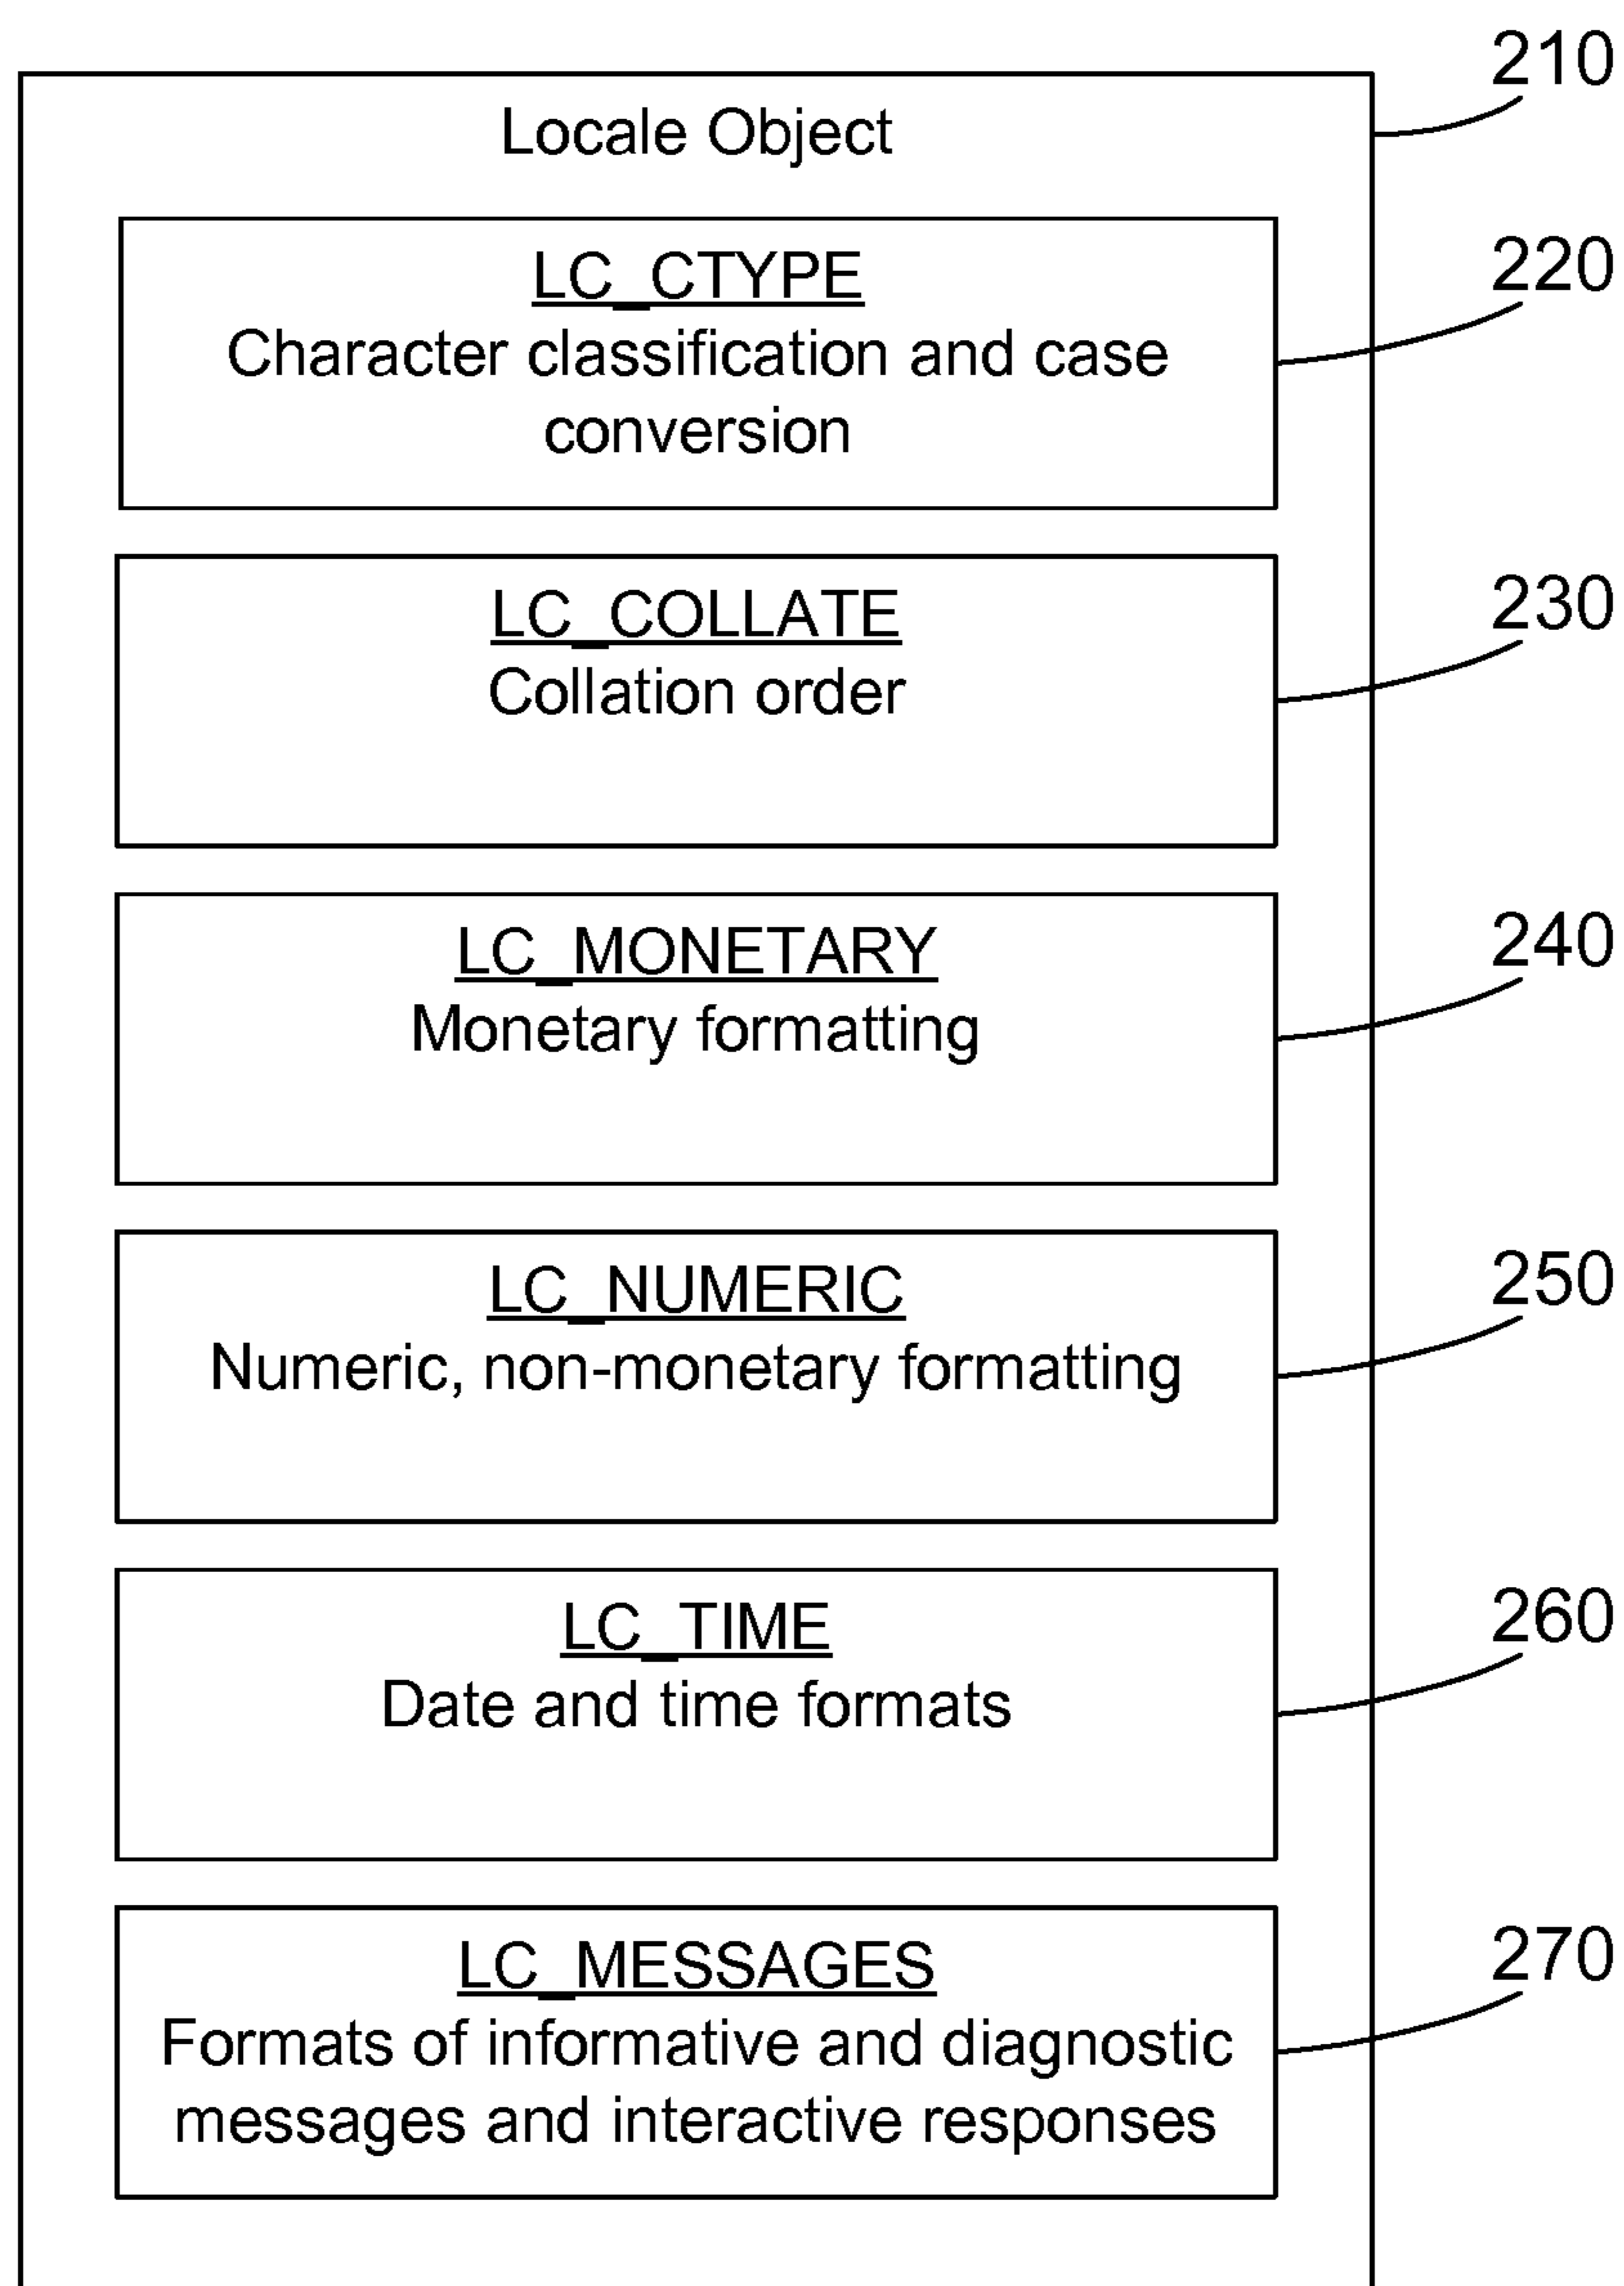 210
Locale Object
220
LC_CTYPE
Character classification and case
conversion
230
LC_COLLATE
Collation order
240
LC_MONETARY
Monetary formatting
250
LC_NUMERIC
Numeric, non-monetary formatting
260
LC_TIME
Date and time formats
270
LC_MESSAGES
Formats of informative and diagnostic
messages and interactive responses